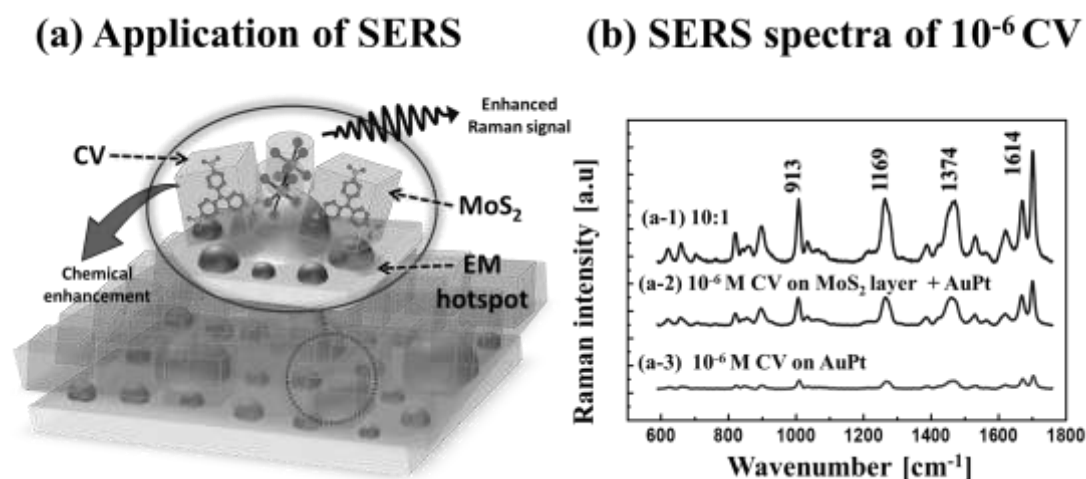 (a) Application of SERS
CV
Enhanced
Raman signal
MoS₂
Chemical
enhancement
EM
hotspot
(b) SERS spectra of 10⁻⁶ CV
Raman intensity [a.u]
913
1169
1374
1614
(a-1) 10:1
(a-2) 10⁻⁶ M CV on MoS₂ layer + AuPt
(a-3) 10⁻⁶ M CV on AuPt
600 800 1000 1200 1400 1600 1800
Wavenumber [cm⁻¹]